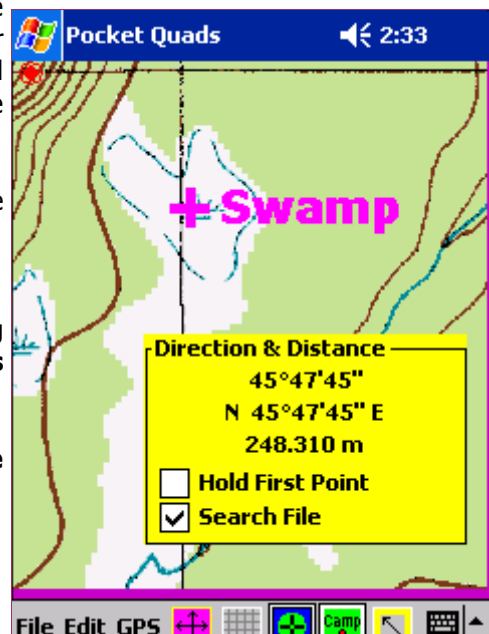 Pocket Quads 2:33
Swamp
Direction & Distance
45°47'45"
N 45°47'45" E
248.310 m
Hold First Point
Search File
File Edit GPS Camp